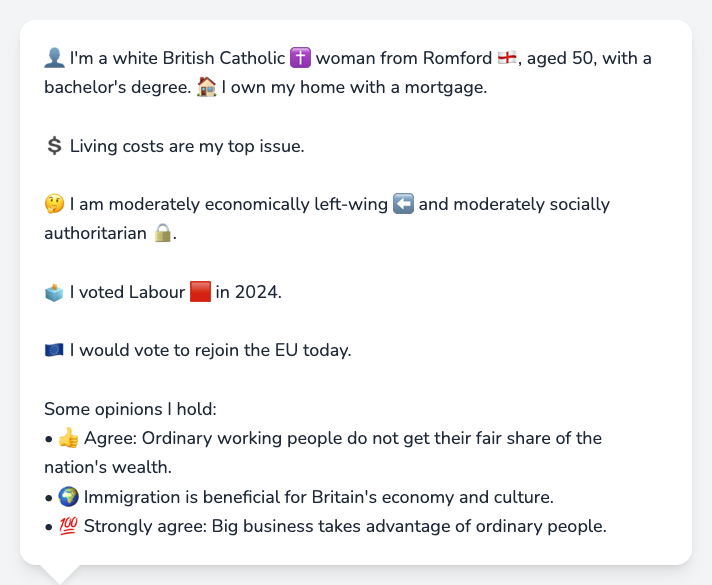 👤 I'm a white British Catholic ✝️ woman from Romford 🏴󠁧󠁢󠁥󠁮󠁧󠁿, aged 50, with a
bachelor's degree. 🏠 I own my home with a mortgage.
💲 Living costs are my top issue.
🤔 I am moderately economically left-wing ⬅️ and moderately socially
authoritarian 🔒.
🗳️ I voted Labour 🟥 in 2024.
🇪🇺 I would vote to rejoin the EU today.
Some opinions I hold:
• 👍 Agree: Ordinary working people do not get their fair share of the
nation's wealth.
• 🌍 Immigration is beneficial for Britain's economy and culture.
• 💯 Strongly agree: Big business takes advantage of ordinary people.